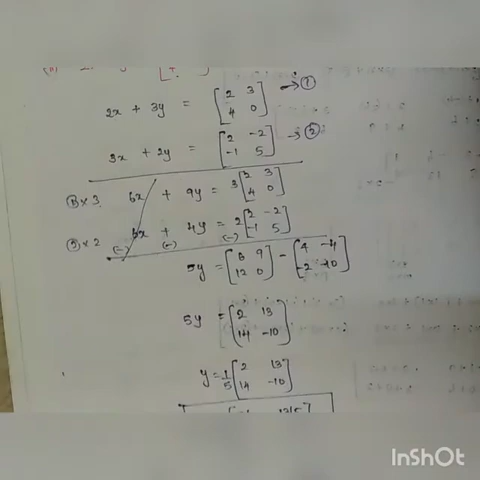 2x + 3y = [2 3 4 0] → ①
3x + 2y = [2 -2 -1 5] → ②
①×3 6x + 9y = 3 [2 3 4 0]
②×2 6x + 4y = 2 [2 -2 -1 5]
(-) (-) (-)
5y = [6 9 12 0] - [4 -4 -2 10]
5y = [2 13 14 -10]
y = 1/5 [2 13 14 -10]
InShOt